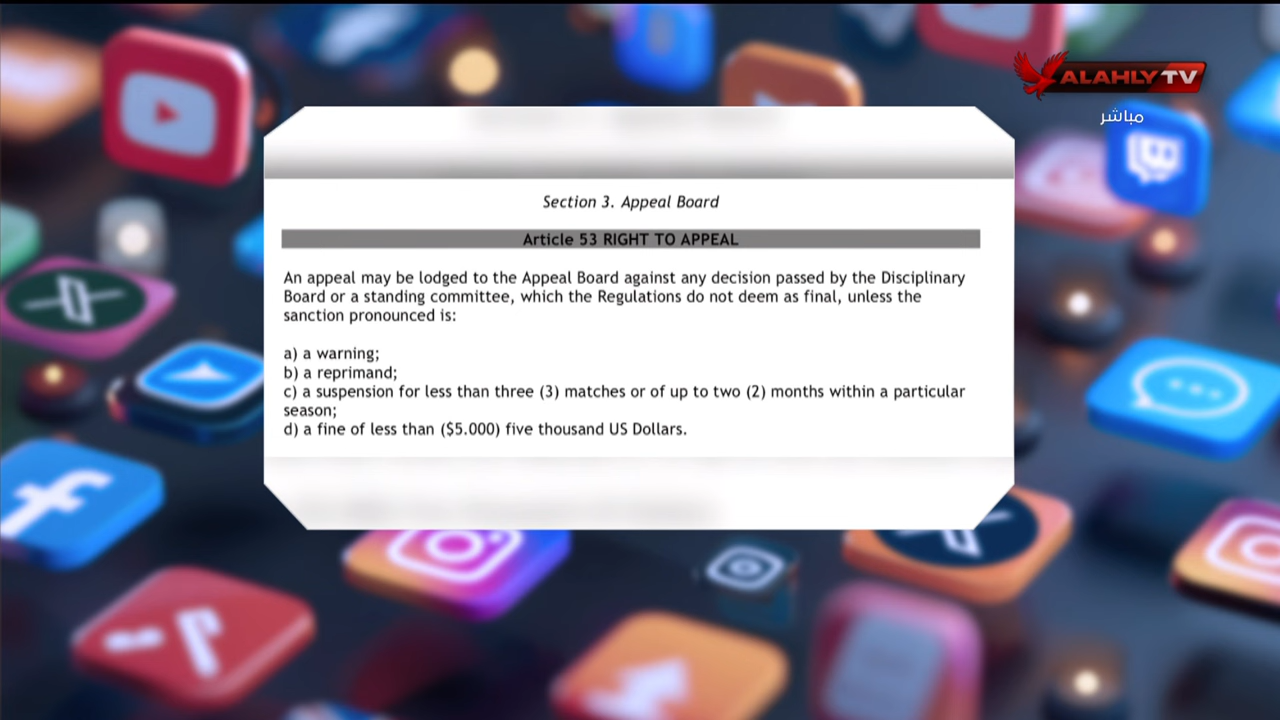 ALAHLY TV
مباشر
Section 3. Appeal Board
Article 53 RIGHT TO APPEAL
An appeal may be lodged to the Appeal Board against any decision passed by the Disciplinary
Board or a standing committee, which the Regulations do not deem as final, unless the
sanction pronounced is:
a) a warning;
b) a reprimand;
c) a suspension for less than three (3) matches or of up to two (2) months within a particular
season;
d) a fine of less than ($5.000) five thousand US Dollars.